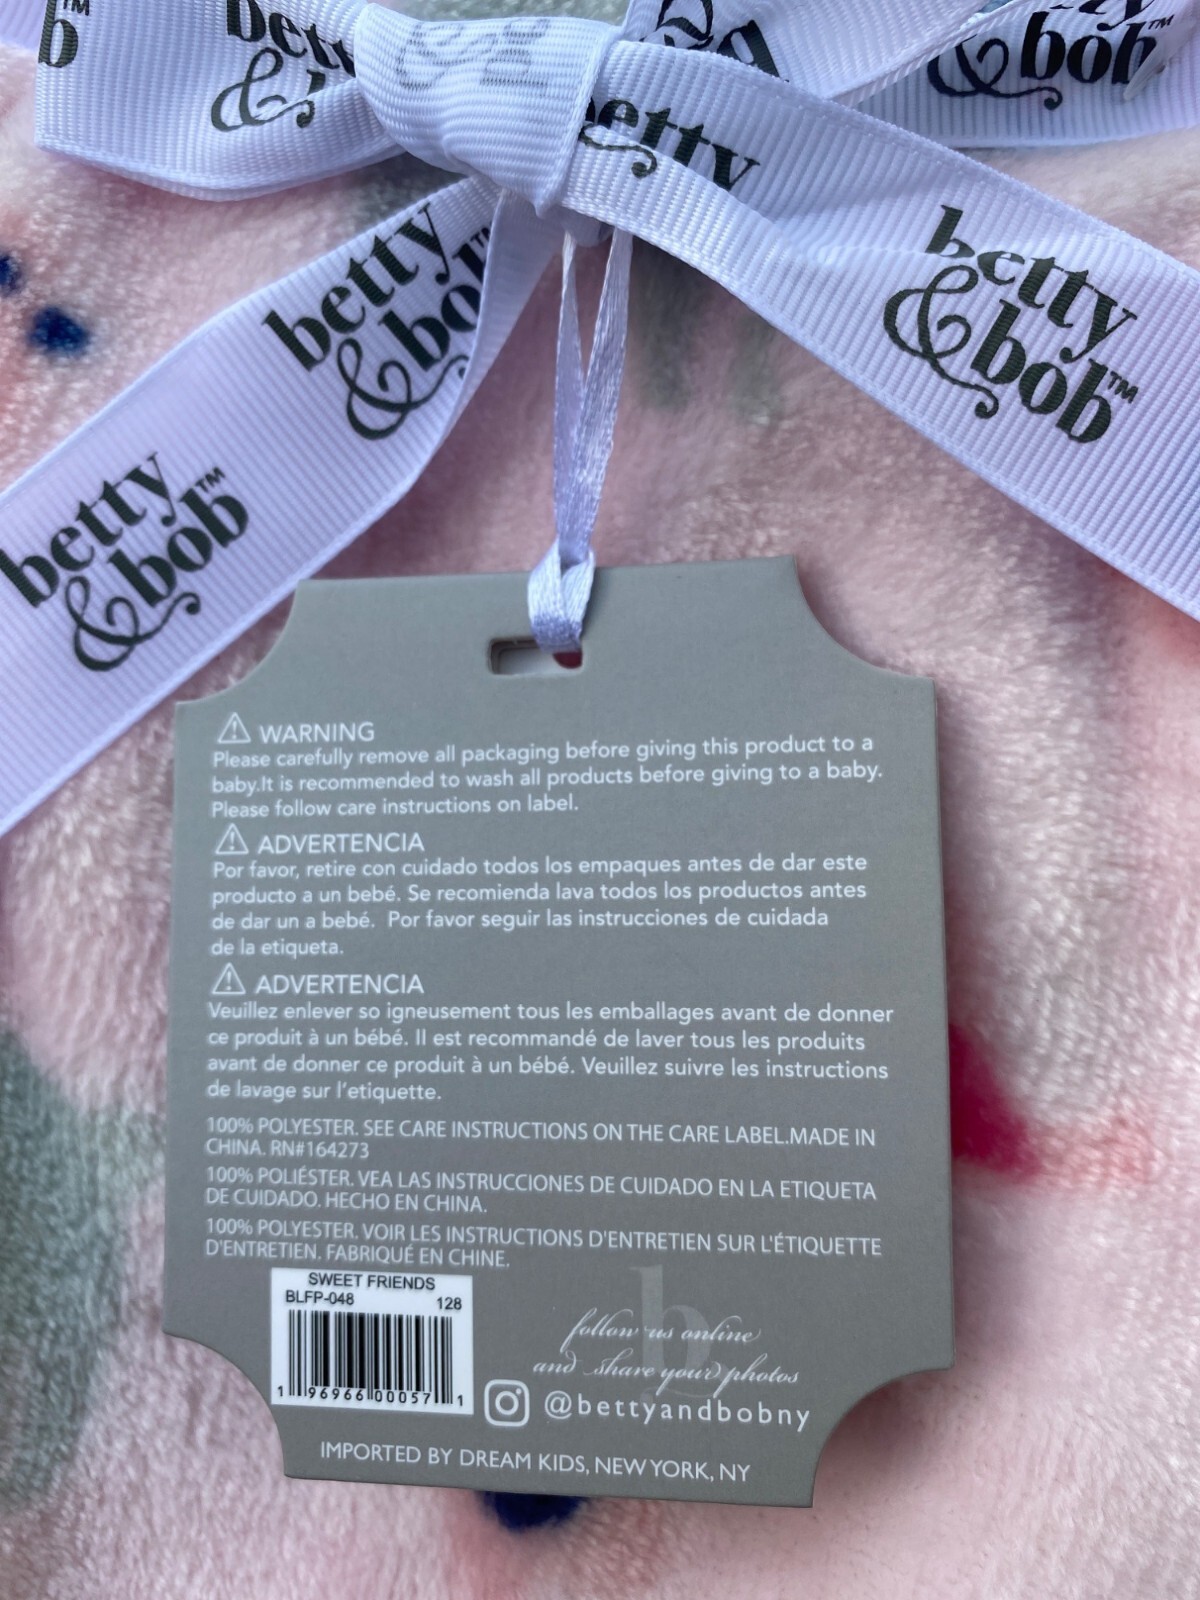 betty
&
betty
& bob™
betty
& bob™
betty
& bo
betty
& bob™
⚠ WARNING
Please carefully remove all packaging before giving this product to a
baby.It is recommended to wash all products before giving to a baby.
Please follow care instructions on label.
⚠ ADVERTENCIA
Por favor, retire con cuidado todos los empaques antes de dar este
producto a un bebé. Se recomienda lava todos los productos antes
de dar un a bebé. Por favor seguir las instrucciones de cuidada
de la etiqueta.
⚠ ADVERTENCIA
Veuillez enlever so igneusement tous les emballages avant de donner
ce produit à un bébé. Il est recommandé de laver tous les produits
avant de donner ce produit à un bébé. Veuillez suivre les instructions
de lavage sur l'etiquette.
100% POLYESTER. SEE CARE INSTRUCTIONS ON THE CARE LABEL.MADE IN
CHINA. RN#164273
100% POLIÉSTER. VEA LAS INSTRUCCIONES DE CUIDADO EN LA ETIQUETA
DE CUIDADO. HECHO EN CHINA.
100% POLYESTER. VOIR LES INSTRUCTIONS D'ENTRETIEN SUR L'ÉTIQUETTE
D'ENTRETIEN. FABRIQUÉ EN CHINE.
SWEET FRIENDS
BLFP-048 128
1 96966 00057 1
b
follow us online
and share your photos
@bettyandbobny
IMPORTED BY DREAM KIDS, NEW YORK, NY